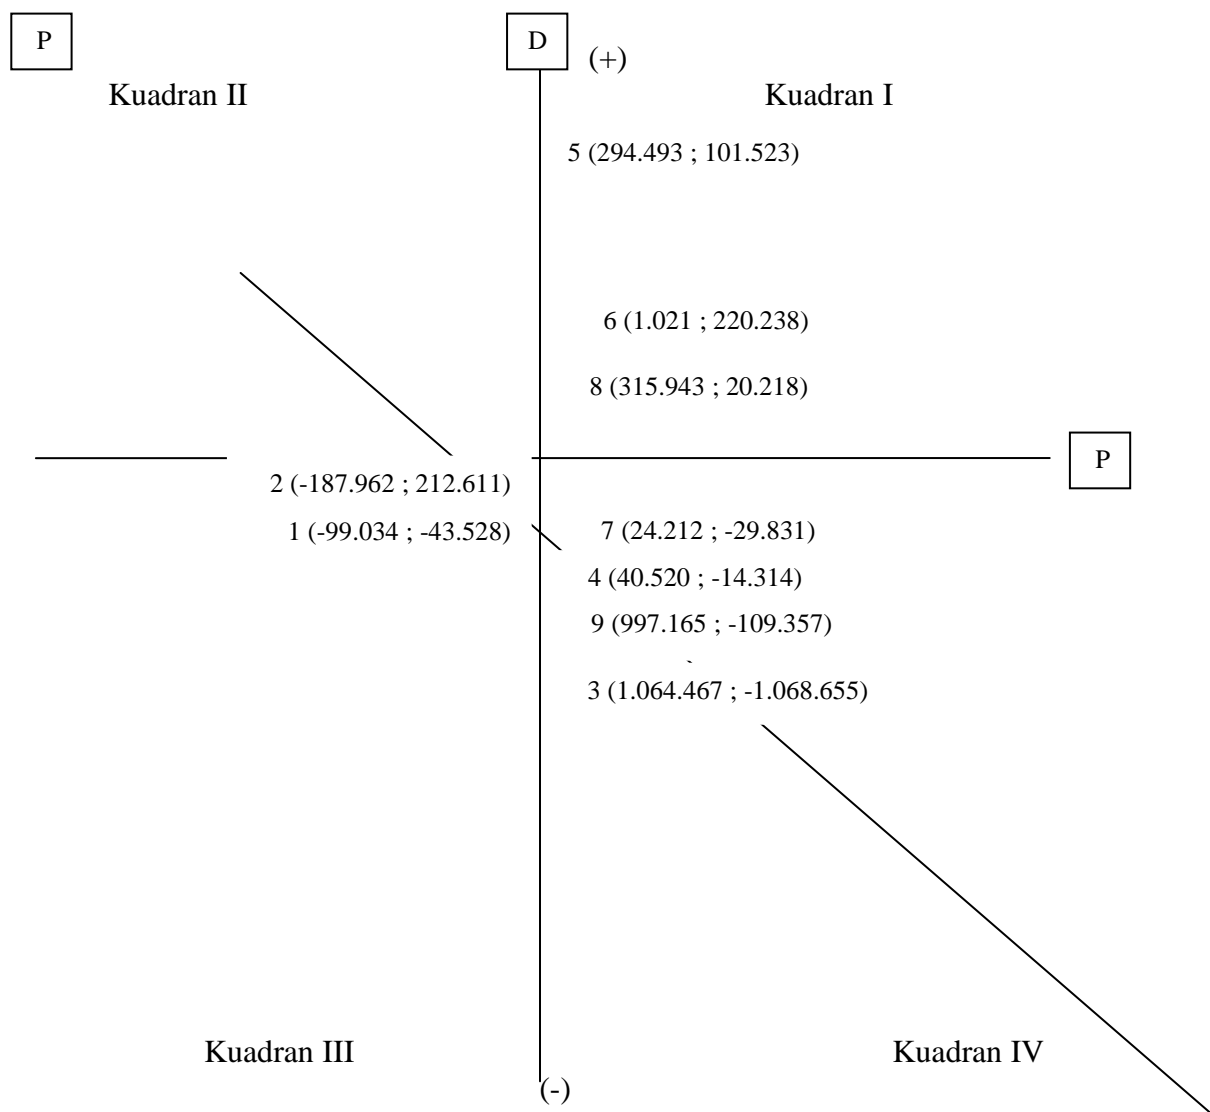 P
D
(+)
Kuadran II
Kuadran I
5 (294.493 ; 101.523)
6 (1.021 ; 220.238)
8 (315.943 ; 20.218)
P
2 (-187.962 ; 212.611)
1 (-99.034 ; -43.528)
7 (24.212 ; -29.831)
4 (40.520 ; -14.314)
9 (997.165 ; -109.357)
3 (1.064.467 ; -1.068.655)
Kuadran III
Kuadran IV
(-)